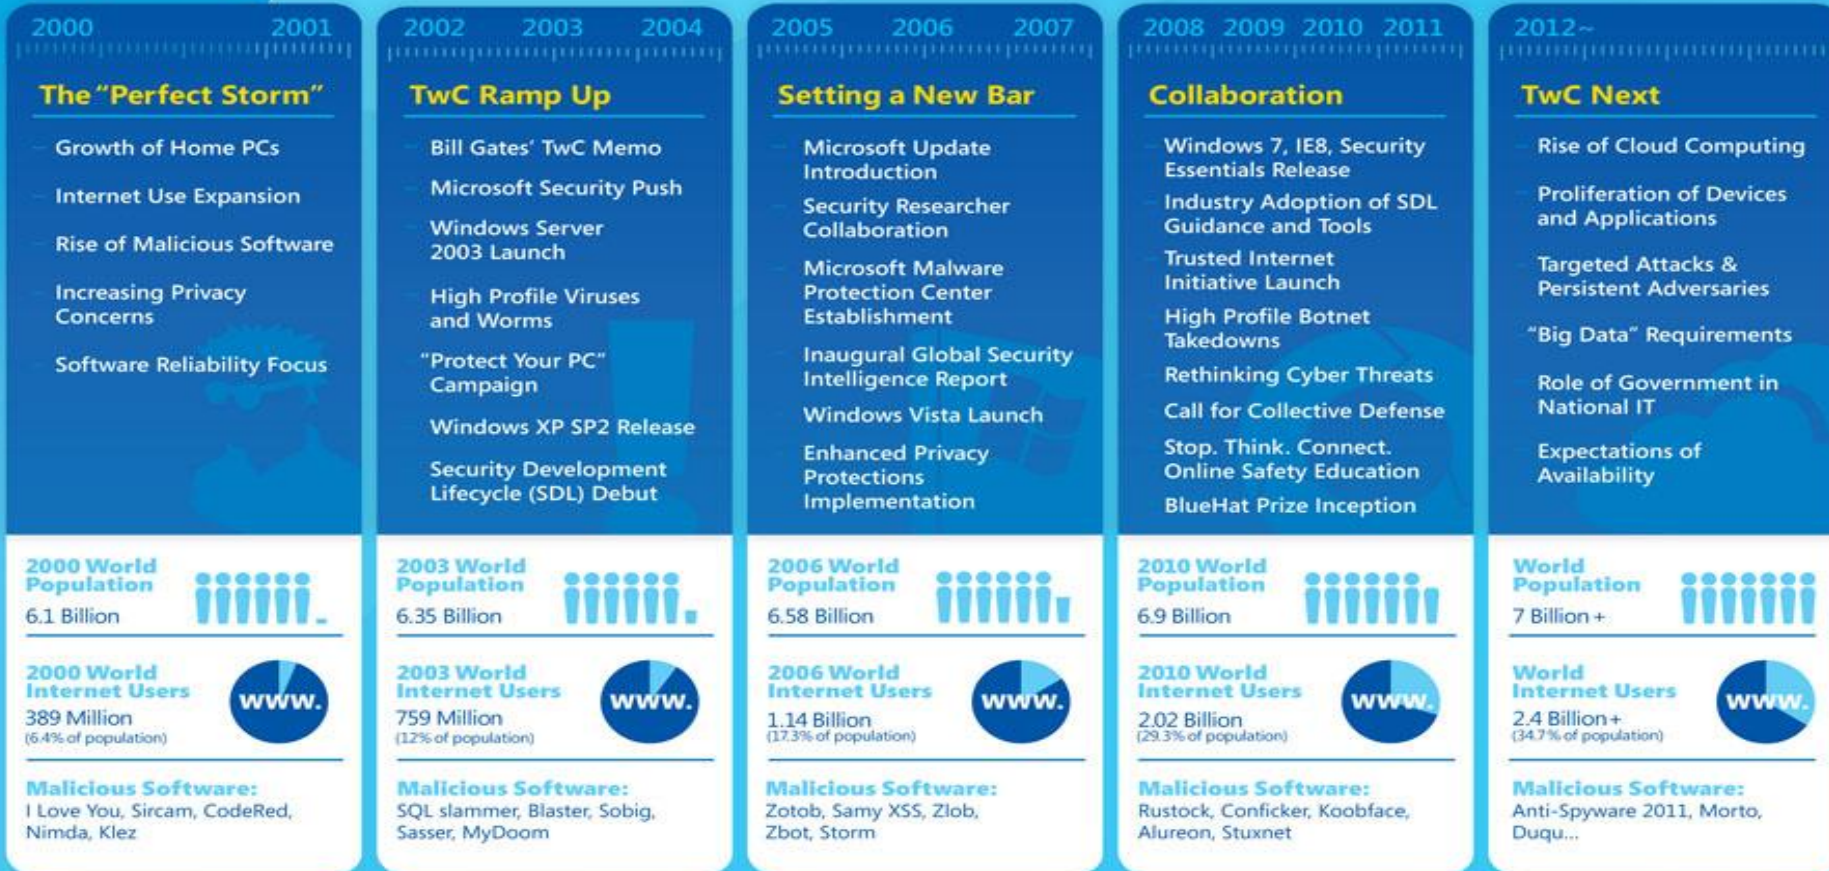 2000 2001
The "Perfect Storm"
Growth of Home PCs
Internet Use Expansion
Rise of Malicious Software
Increasing Privacy
Concerns
Software Reliability Focus
2000 World
Population
6.1 Billion
2000 World
Internet Users
389 Million
(6.4% of population)
www.
Malicious Software:
I Love You, Sircam, CodeRed,
Nimda, Klez
2002 2003 2004
TwC Ramp Up
Bill Gates' TwC Memo
Microsoft Security Push
Windows Server
2003 Launch
High Profile Viruses
and Worms
"Protect Your PC"
Campaign
Windows XP SP2 Release
Security Development
Lifecycle (SDL) Debut
2003 World
Population
6.35 Billion
2003 World
Internet Users
759 Million
(12% of population)
www.
Malicious Software:
SQL slammer, Blaster, Sobig,
Sasser, MyDoom
2005 2006 2007
Setting a New Bar
Microsoft Update
Introduction
Security Researcher
Collaboration
Microsoft Malware
Protection Center
Establishment
Inaugural Global Security
Intelligence Report
Windows Vista Launch
Enhanced Privacy
Protections
Implementation
2006 World
Population
6.58 Billion
2006 World
Internet Users
1.14 Billion
(17.3% of population)
www.
Malicious Software:
Zotob, Samy XSS, Zlob,
Zbot, Storm
2008 2009 2010 2011
Collaboration
Windows 7, IE8, Security
Essentials Release
Industry Adoption of SDL
Guidance and Tools
Trusted Internet
Initiative Launch
High Profile Botnet
Takedowns
Rethinking Cyber Threats
Call for Collective Defense
Stop. Think. Connect.
Online Safety Education
BlueHat Prize Inception
2010 World
Population
6.9 Billion
2010 World
Internet Users
2.02 Billion
(29.3% of population)
www.
Malicious Software:
Rustock, Conficker, Koobface,
Alureon, Stuxnet
2012~
TwC Next
Rise of Cloud Computing
Proliferation of Devices
and Applications
Targeted Attacks &
Persistent Adversaries
"Big Data" Requirements
Role of Government in
National IT
Expectations of
Availability
World
Population
7 Billion +
World
Internet Users
2.4 Billion+
(34.7% of population)
www.
Malicious Software:
Anti-Spyware 2011, Morto,
Duqu...